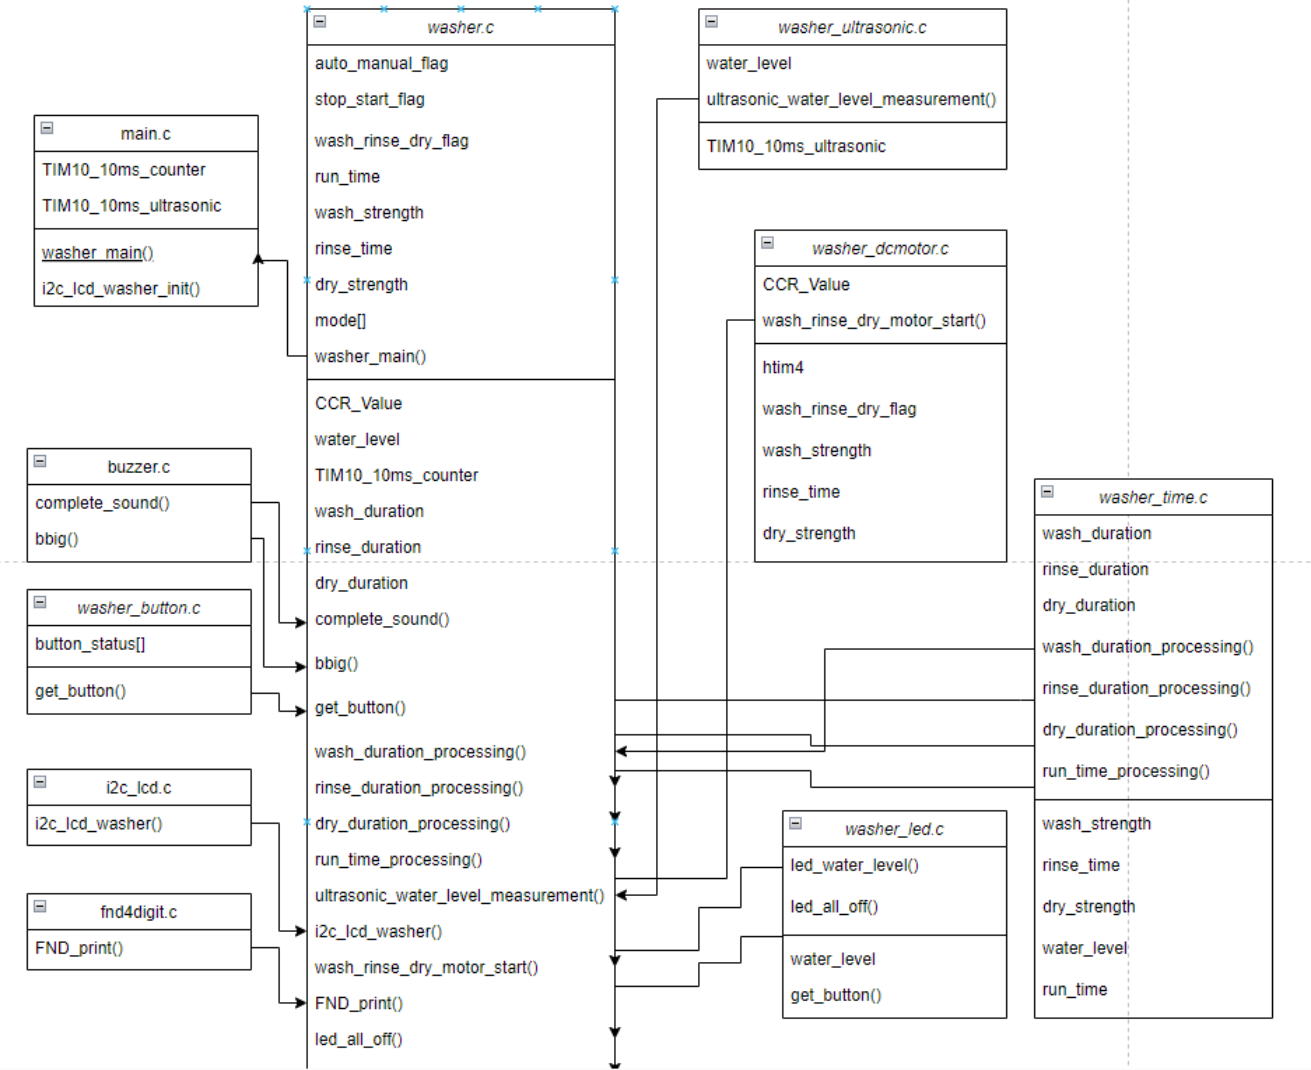 main.c
TIM10_10ms_counter
TIM10_10ms_ultrasonic
washer_main()
i2c_lcd_washer_init()
buzzer.c
complete_sound()
bbig()
washer_button.c
button_status[]
get_button()
i2c_lcd.c
i2c_lcd_washer()
fnd4digit.c
FND_print()
washer.c
auto_manual_flag
stop_start_flag
wash_rinse_dry_flag
run_time
wash_strength
rinse_time
dry_strength
mode[]
washer_main()
CCR_Value
water_level
TIM10_10ms_counter
wash_duration
rinse_duration
dry_duration
complete_sound()
bbig()
get_button()
wash_duration_processing()
rinse_duration_processing()
dry_duration_processing()
run_time_processing()
ultrasonic_water_level_measurement()
i2c_lcd_washer()
wash_rinse_dry_motor_start()
FND_print()
led_all_off()
washer_ultrasonic.c
water_level
ultrasonic_water_level_measurement()
TIM10_10ms_ultrasonic
washer_dcmotor.c
CCR_Value
wash_rinse_dry_motor_start()
htim4
wash_rinse_dry_flag
wash_strength
rinse_time
dry_strength
washer_led.c
led_water_level()
led_all_off()
water_level
get_button()
washer_time.c
wash_duration
rinse_duration
dry_duration
wash_duration_processing()
rinse_duration_processing()
dry_duration_processing()
run_time_processing()
wash_strength
rinse_time
dry_strength
water_level
run_time